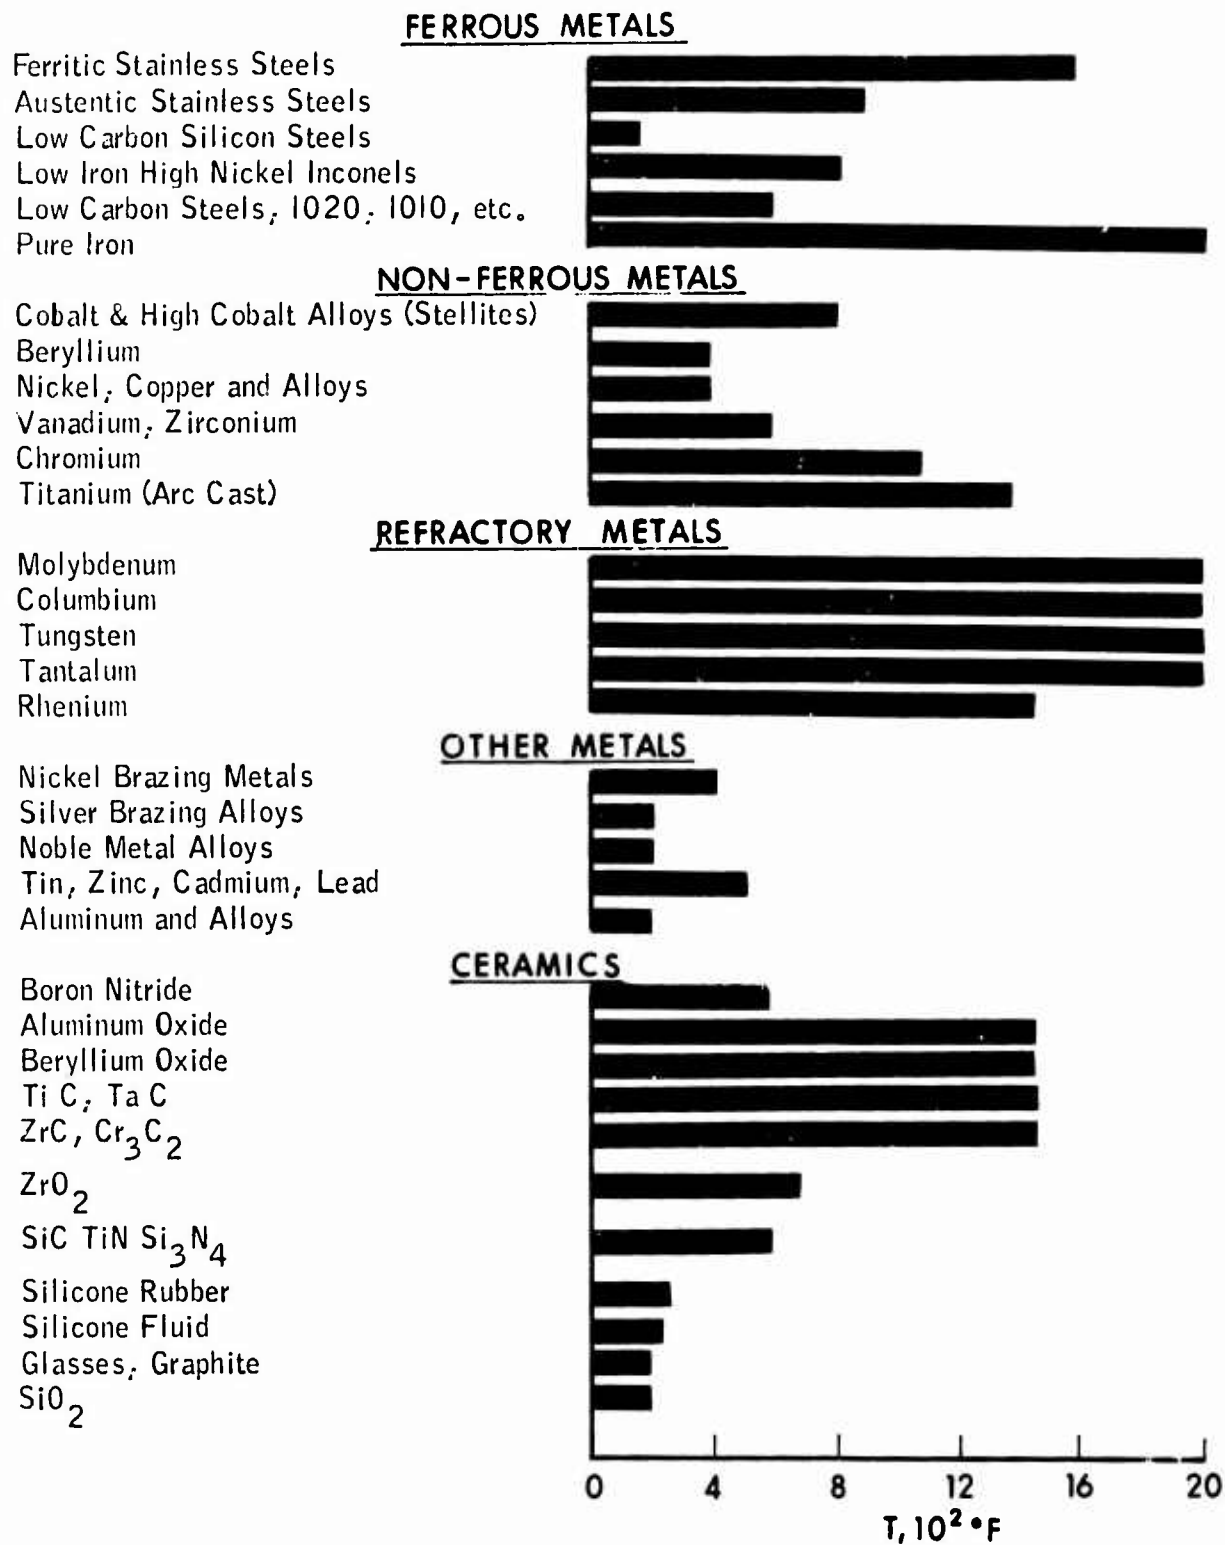 FERROUS METALS
Ferritic Stainless Steels
Austentic Stainless Steels
Low Carbon Silicon Steels
Low Iron High Nickel Inconels
Low Carbon Steels; 1020; 1010, etc.
Pure Iron
NON-FERROUS METALS
Cobalt & High Cobalt Alloys (Stellites)
Beryllium
Nickel; Copper and Alloys
Vanadium; Zirconium
Chromium
Titanium (Arc Cast)
REFRACTORY METALS
Molybdenum
Columbium
Tungsten
Tantalum
Rhenium
OTHER METALS
Nickel Brazing Metals
Silver Brazing Alloys
Noble Metal Alloys
Tin, Zinc, Cadmium, Lead
Aluminum and Alloys
CERAMICS
Boron Nitride
Aluminum Oxide
Beryllium Oxide
Ti C; Ta C
ZrC, Cr₃C₂
ZrO₂
SiC TiN Si₃N₄
Silicone Rubber
Silicone Fluid
Glasses; Graphite
SiO₂
0 4 8 12 16 20
T, 10² °F